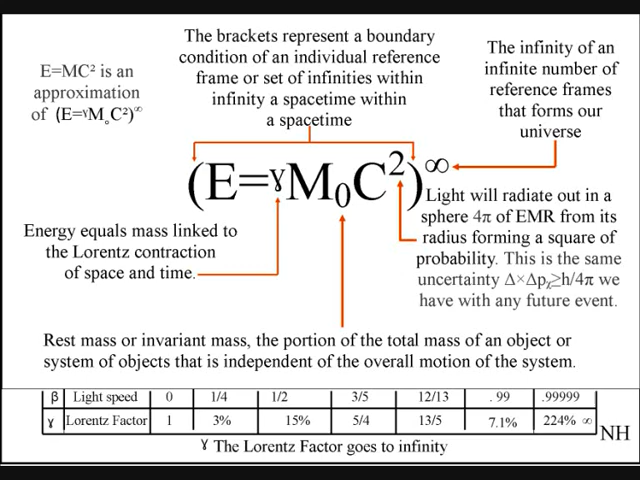 The brackets represent a boundary
condition of an individual reference
frame or set of infinities within
infinity a spacetime within
a spacetime
E=MC² is an
approximation
of (E=ˠM˳C²)∞
The infinity of an
infinite number of
reference frames
that forms our
universe
(E=ɣM₀C²)∞
Energy equals mass linked to
the Lorentz contraction
of space and time.
Light will radiate out in a
sphere 4π of EMR from its
radius forming a square of
probability. This is the same
uncertainty Δ×Δpᵪ≥h/4π we
have with any future event.
Rest mass or invariant mass, the portion of the total mass of an object or
system of objects that is independent of the overall motion of the system.
β Light speed 0 1/4 1/2 3/5 12/13 . 99 .99999
ɣ Lorentz Factor 1 3% 15% 5/4 13/5 7.1% 224% ∞
NH
ɣ The Lorentz Factor goes to infinity